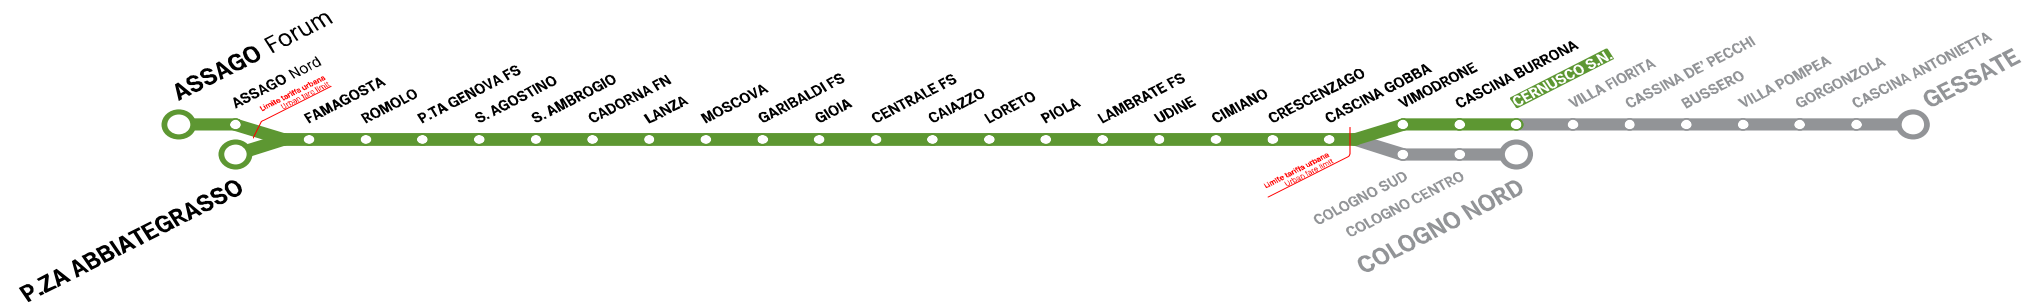 ASSAGO Forum
ASSAGO Nord
Limite tariffa urbana
Urban fare limit
P.ZA ABBIATEGRASSO
FAMAGOSTA
ROMOLO
P.TA GENOVA FS
S. AGOSTINO
S. AMBROGIO
CADORNA FN
LANZA
MOSCOVA
GARIBALDI FS
GIOIA
CENTRALE FS
CAIAZZO
LORETO
PIOLA
LAMBRATE FS
UDINE
CIMIANO
CRESCENZAGO
CASCINA GOBBA
Limite tariffa urbana
Urban fare limit
VIMODRONE
CASCINA BURRONA
CERNUSCO S.N.
VILLA FIORITA
CASSINA DE' PECCHI
BUSSERO
VILLA POMPEA
GORGONZOLA
CASCINA ANTONIETTA
GESSATE
COLOGNO SUD
COLOGNO CENTRO
COLOGNO NORD